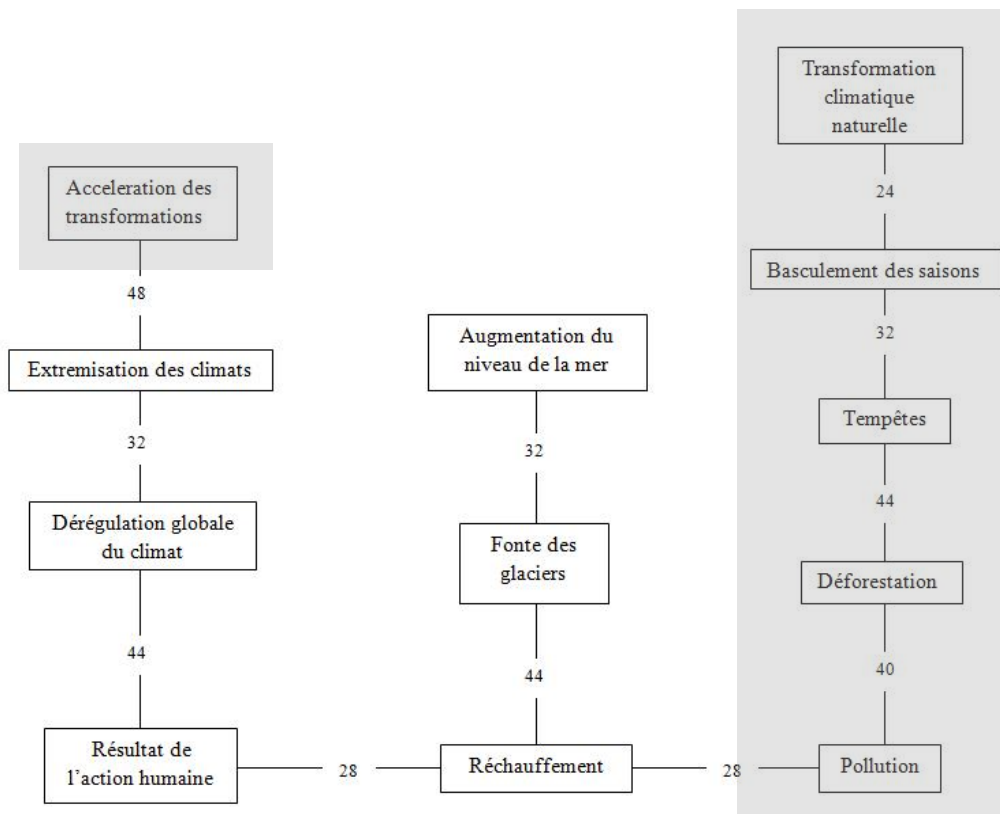 Transformation
climatique
naturelle
24
Acceleration des
transformations
Basculement des saisons
48
32
Augmentation du
niveau de la mer
Extremisation des climats
Tempêtes
32
32
44
Dérégulation globale
du climat
Fonte des
glaciers
Déforestation
44
44
40
Résultat de
l'action humaine
28
Réchauffement
28
Pollution